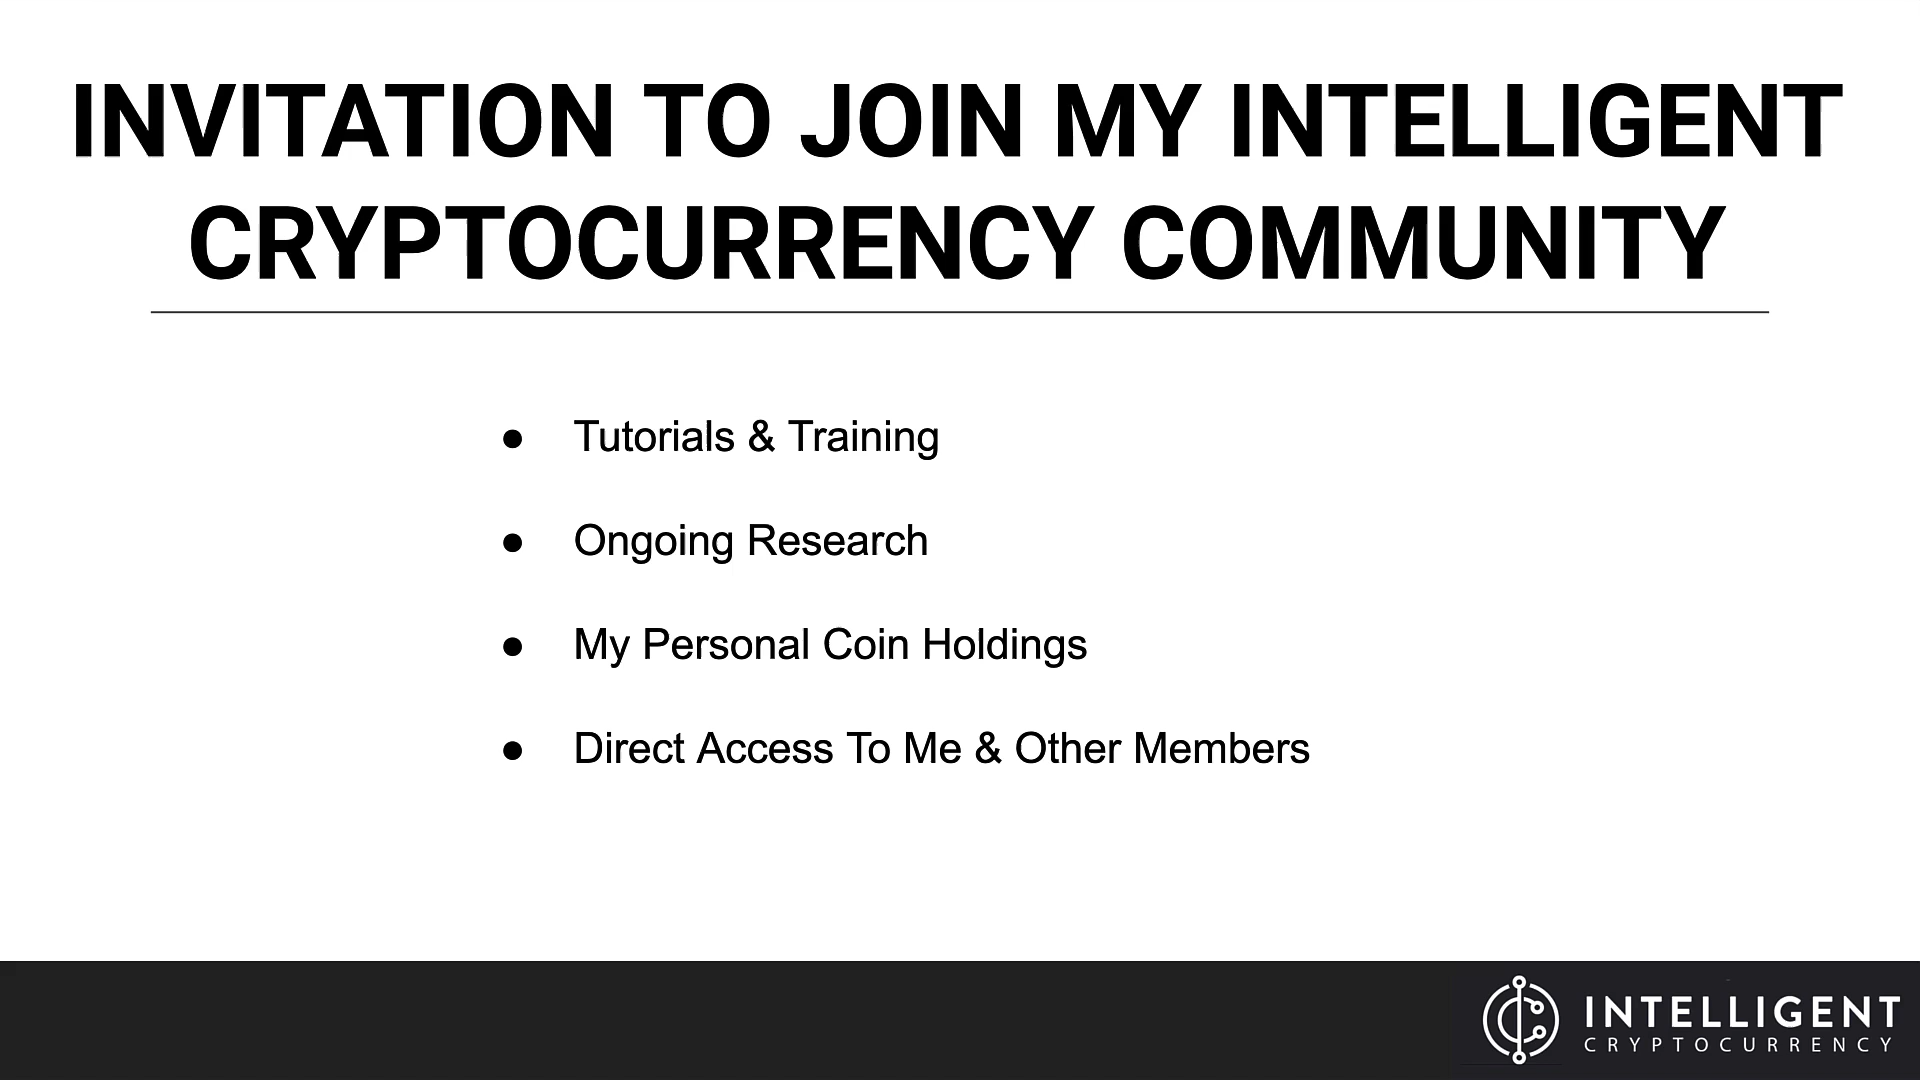 INVITATION TO JOIN MY INTELLIGENT
CRYPTOCURRENCY COMMUNITY
● Tutorials & Training
● Ongoing Research
● My Personal Coin Holdings
● Direct Access To Me & Other Members
INTELLIGENT
CRYPTOCURRENCY